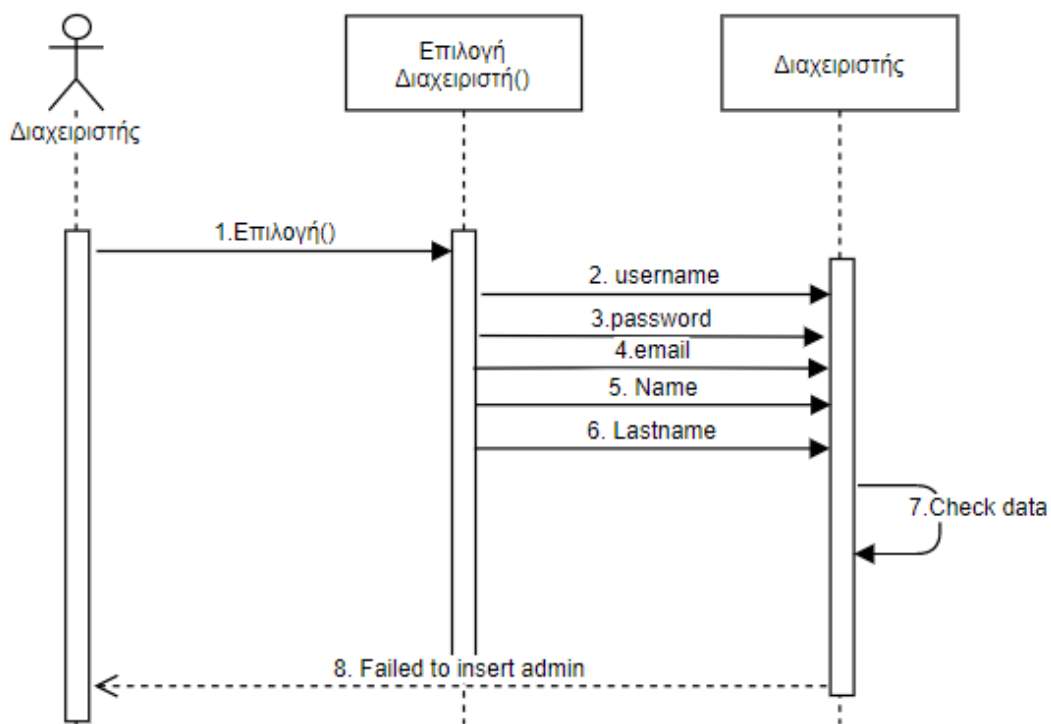 Επιλογή
Διαχειριστή()
Διαχειριστής
Διαχειριστής
1.Επιλογή()
2. username
3.password
4.email
5. Name
6. Lastname
7.Check data
8. Failed to insert admin